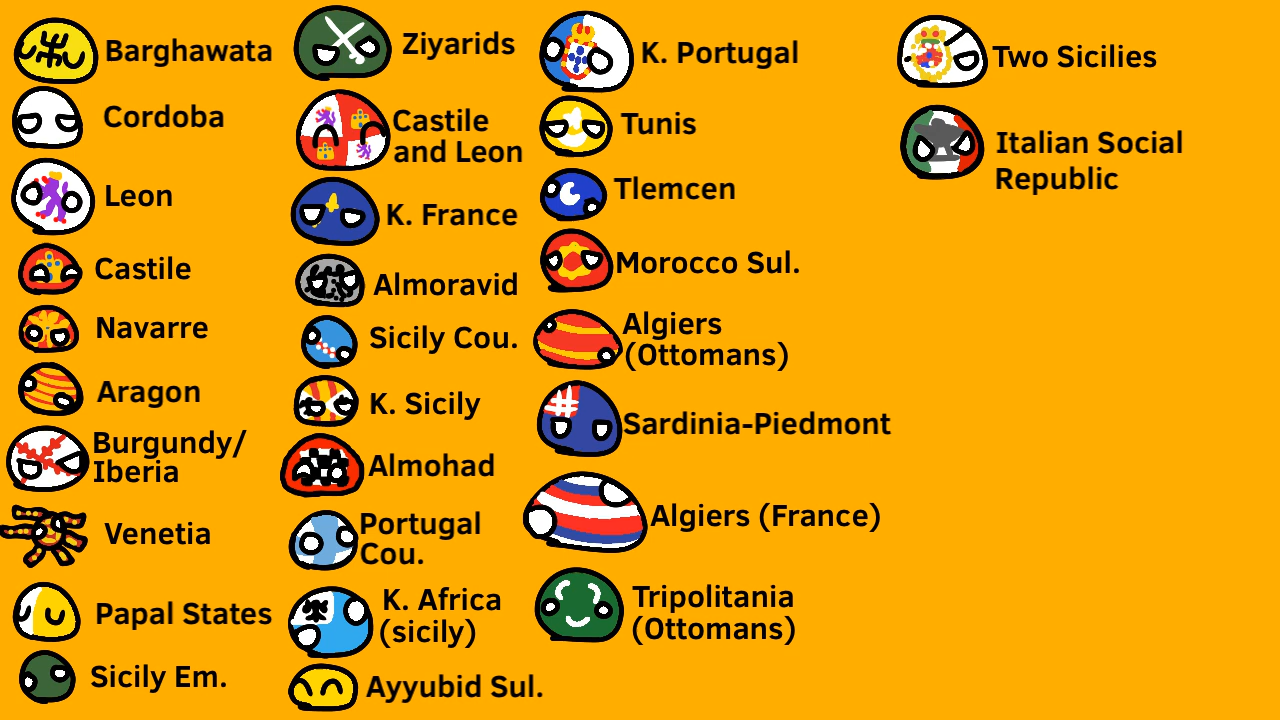 Barghawata
Cordoba
Leon
Castile
Navarre
Aragon
Burgundy/
Iberia
Venetia
Papal States
Sicily Em.
Ziyarids
Castile
and Leon
K. France
Almoravid
Sicily Cou.
K. Sicily
Almohad
Portugal
Cou.
K. Africa
(sicily)
Ayyubid Sul.
K. Portugal
Tunis
Tlemcen
Morocco Sul.
Algiers
(Ottomans)
Sardinia-Piedmont
Algiers (France)
Tripolitania
(Ottomans)
Two Sicilies
Italian Social
Republic